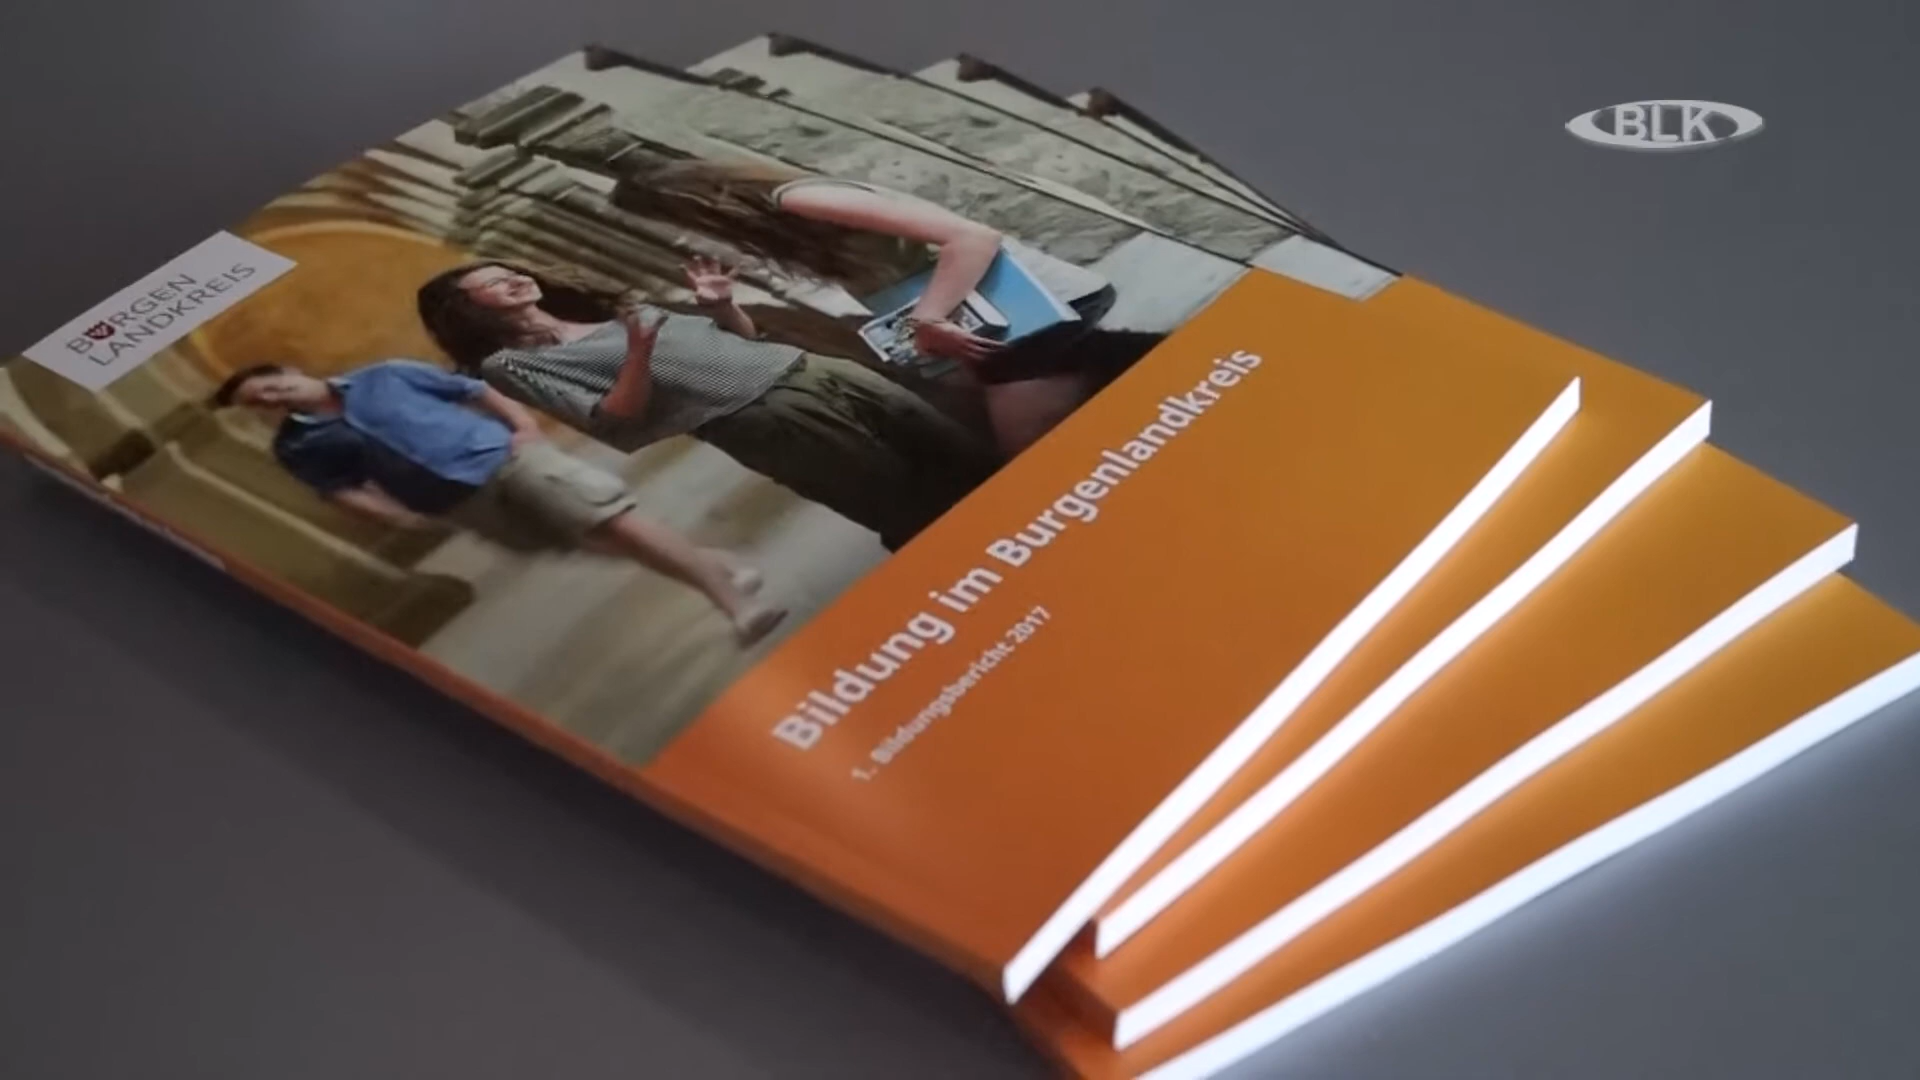 BLK
BURGEN
LANDKREIS
Bildung im Burgenlandkreis
1. Bildungsbericht 2017